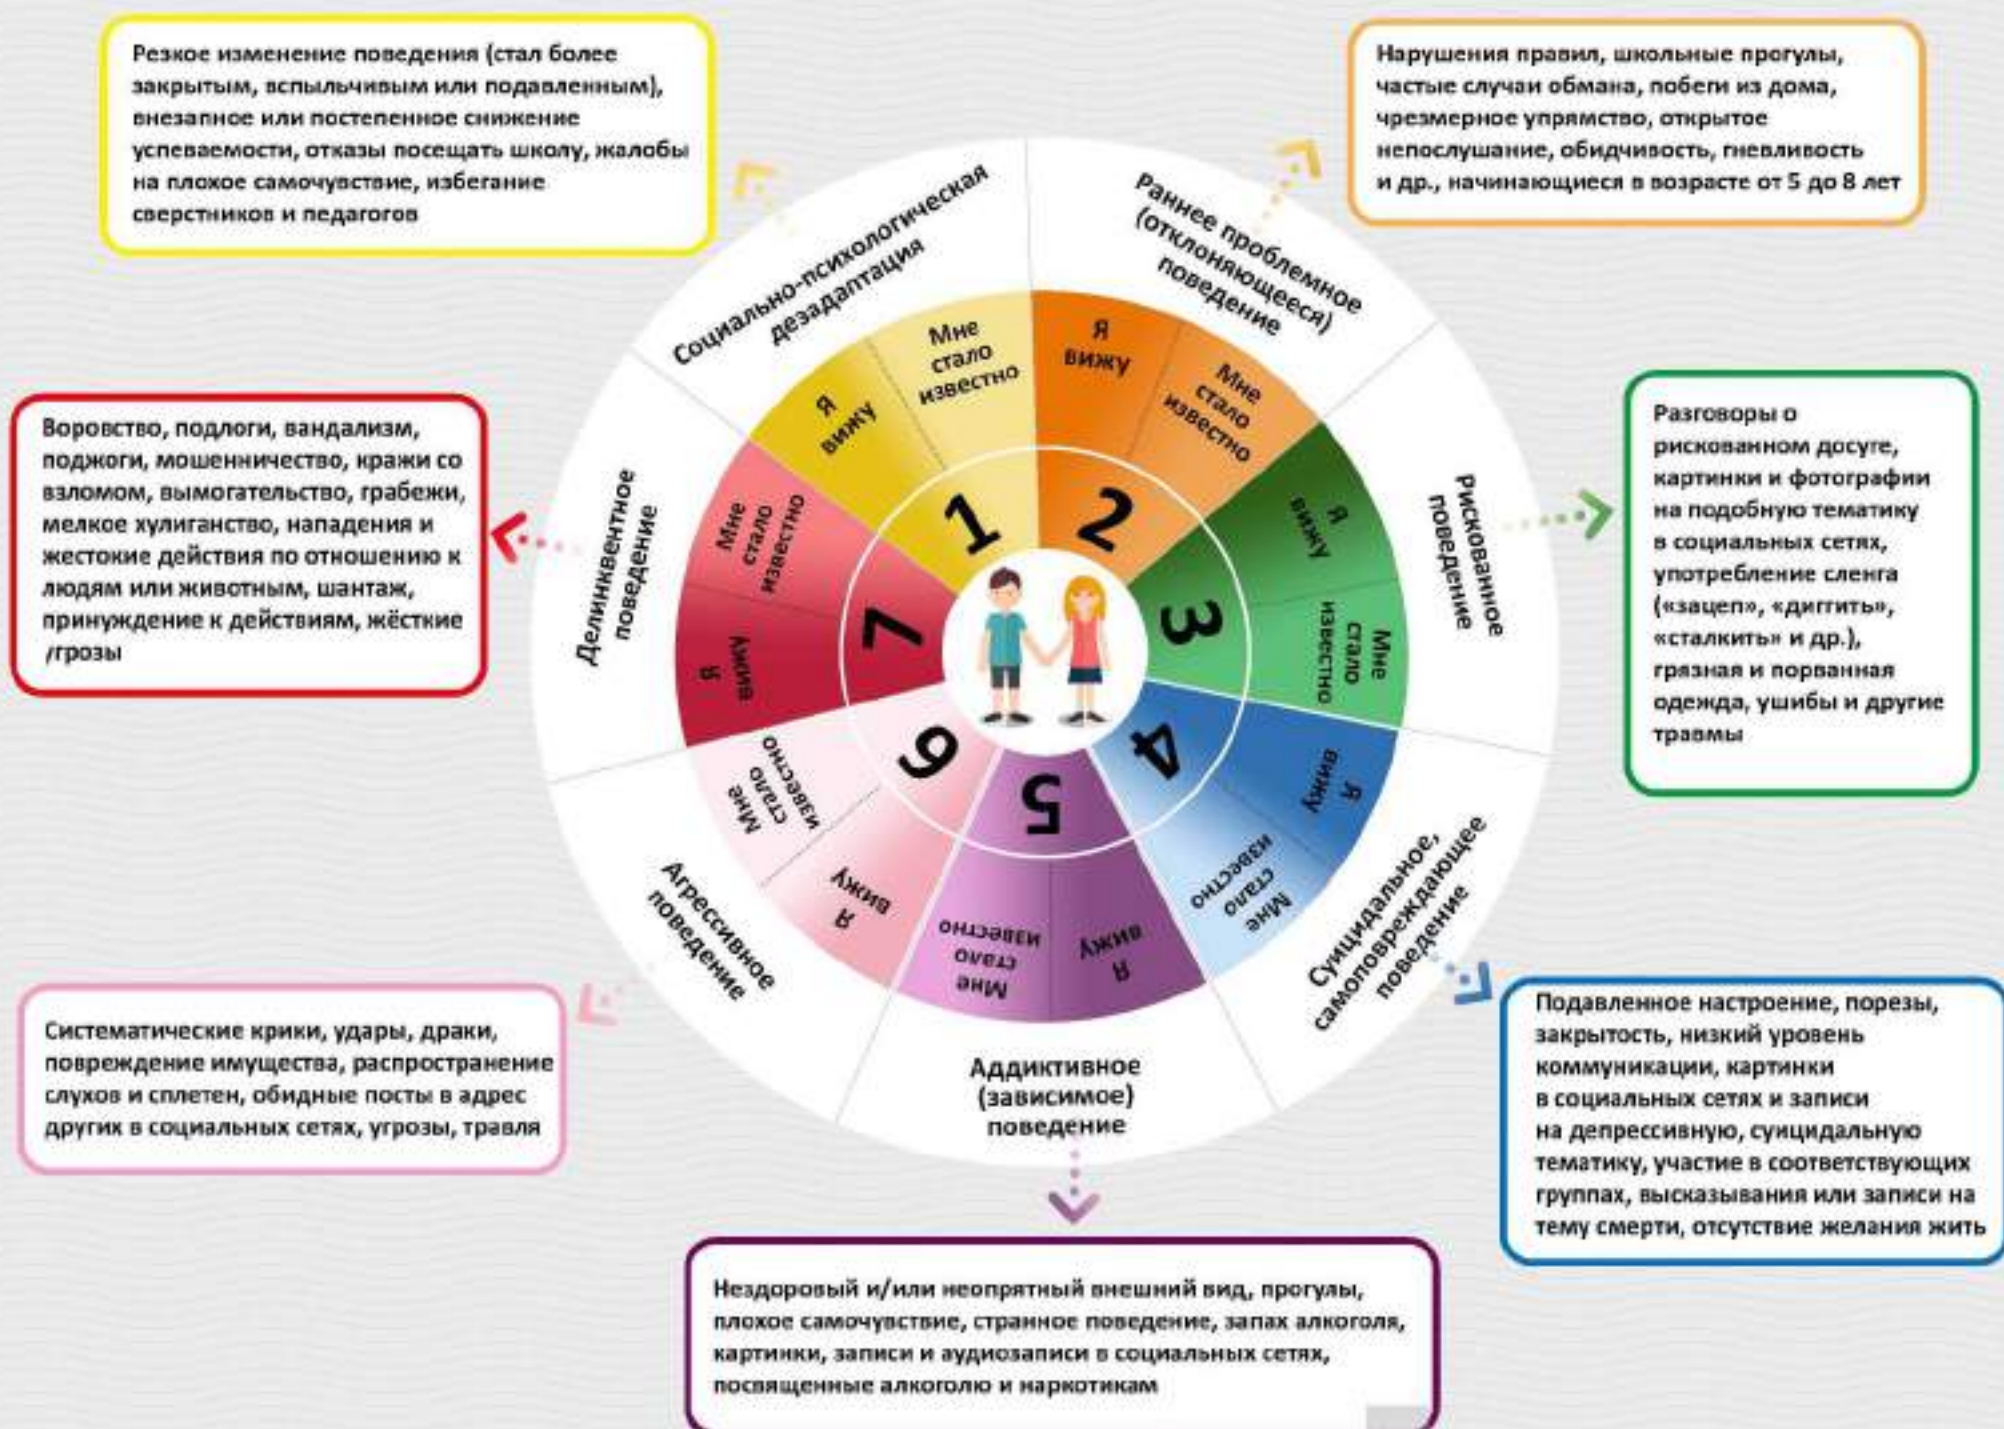 Резкое изменение поведения (стал более
закрытым, вспыльчивым или подавленным),
внезапное или постепенное снижение
успеваемости, отказы посещать школу, жалобы
на плохое самочувствие, избегание
сверстников и педагогов
Нарушения правил, школьные прогулы,
частые случаи обмана, побеги из дома,
чрезмерное упрямство, открытое
непослушание, обидчивость, гневливость
и др., начинающиеся в возрасте от 5 до 8 лет
Социально-психологическая
дезадаптация
Я
вижу
Мне
стало
известно
1
Раннее проблемное
(отклоняющееся)
поведение
Я
вижу
Мне
стало
известно
2
Рискованное
поведение
Я
вижу
Мне
стало
известно
3
Разговоры о
рискованном досуге,
картинки и фотографии
на подобную тематику
в социальных сетях,
употребление сленга
(«зацеп», «диггить»,
«сталкить» и др.),
грязная и порванная
одежда, ушибы и другие
травмы
Суицидальное,
самоповреждающее
поведение
Я
вижу
Мне
стало
известно
4
Подавленное настроение, порезы,
закрытость, низкий уровень
коммуникации, картинки
в социальных сетях и записи
на депрессивную, суицидальную
тематику, участие в соответствующих
группах, высказывания или записи на
тему смерти, отсутствие желания жить
Аддиктивное
(зависимое)
поведение
Я
вижу
Мне
стало
известно
5
Нездоровый и/или неопрятный внешний вид, прогулы,
плохое самочувствие, странное поведение, запах алкоголя,
картинки, записи и аудиозаписи в социальных сетях,
посвященные алкоголю и наркотикам
Агрессивное
поведение
Я
вижу
Мне
стало
известно
6
Систематические крики, удары, драки,
повреждение имущества, распространение
слухов и сплетен, обидные посты в адрес
других в социальных сетях, угрозы, травля
Делинквентное
поведение
Я
вижу
Мне
стало
известно
7
Воровство, подлоги, вандализм,
поджоги, мошенничество, кражи со
взломом, вымогательство, грабежи,
мелкое хулиганство, нападения и
жестокие действия по отношению к
людям или животным, шантаж,
принуждение к действиям, жёсткие
угрозы